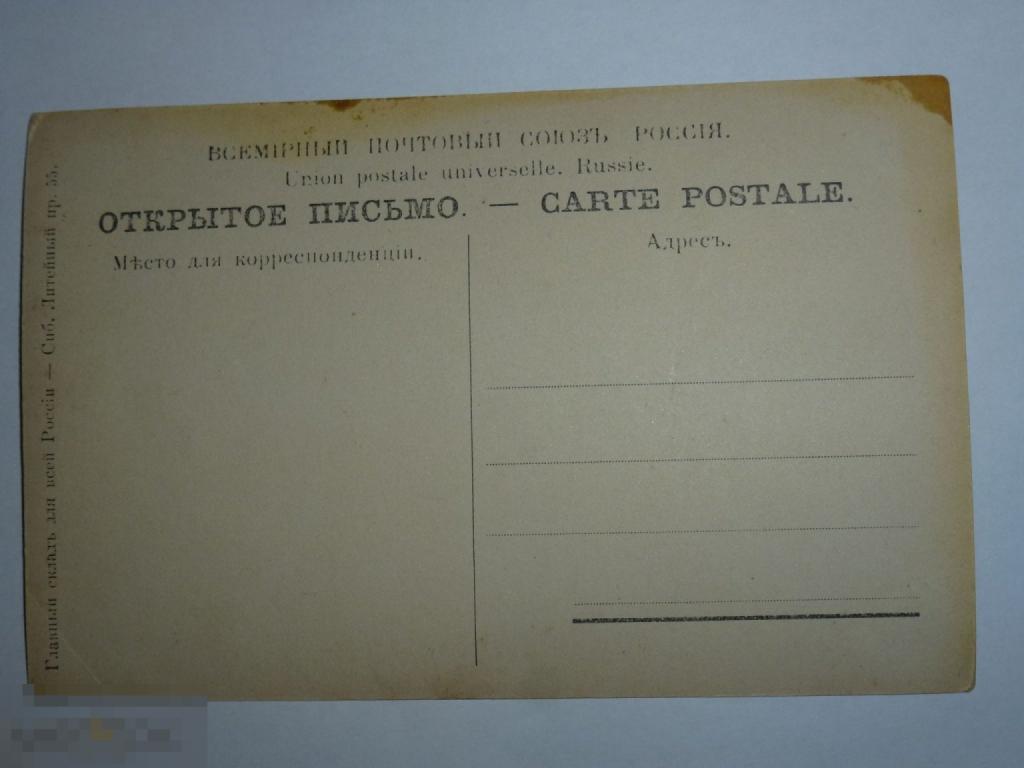 ВСЕМІРНЫЙ ПОЧТОВЫЙ СОЮЗЪ РОССІЯ.
Union postale universelle. Russie.
ОТКРЫТОЕ ПИСЬМО. — CARTE POSTALE.
Мѣсто для корреспонденціи.
Адресъ.
Главный складъ для всей Россіи — Спб. Литейный пр. 55.